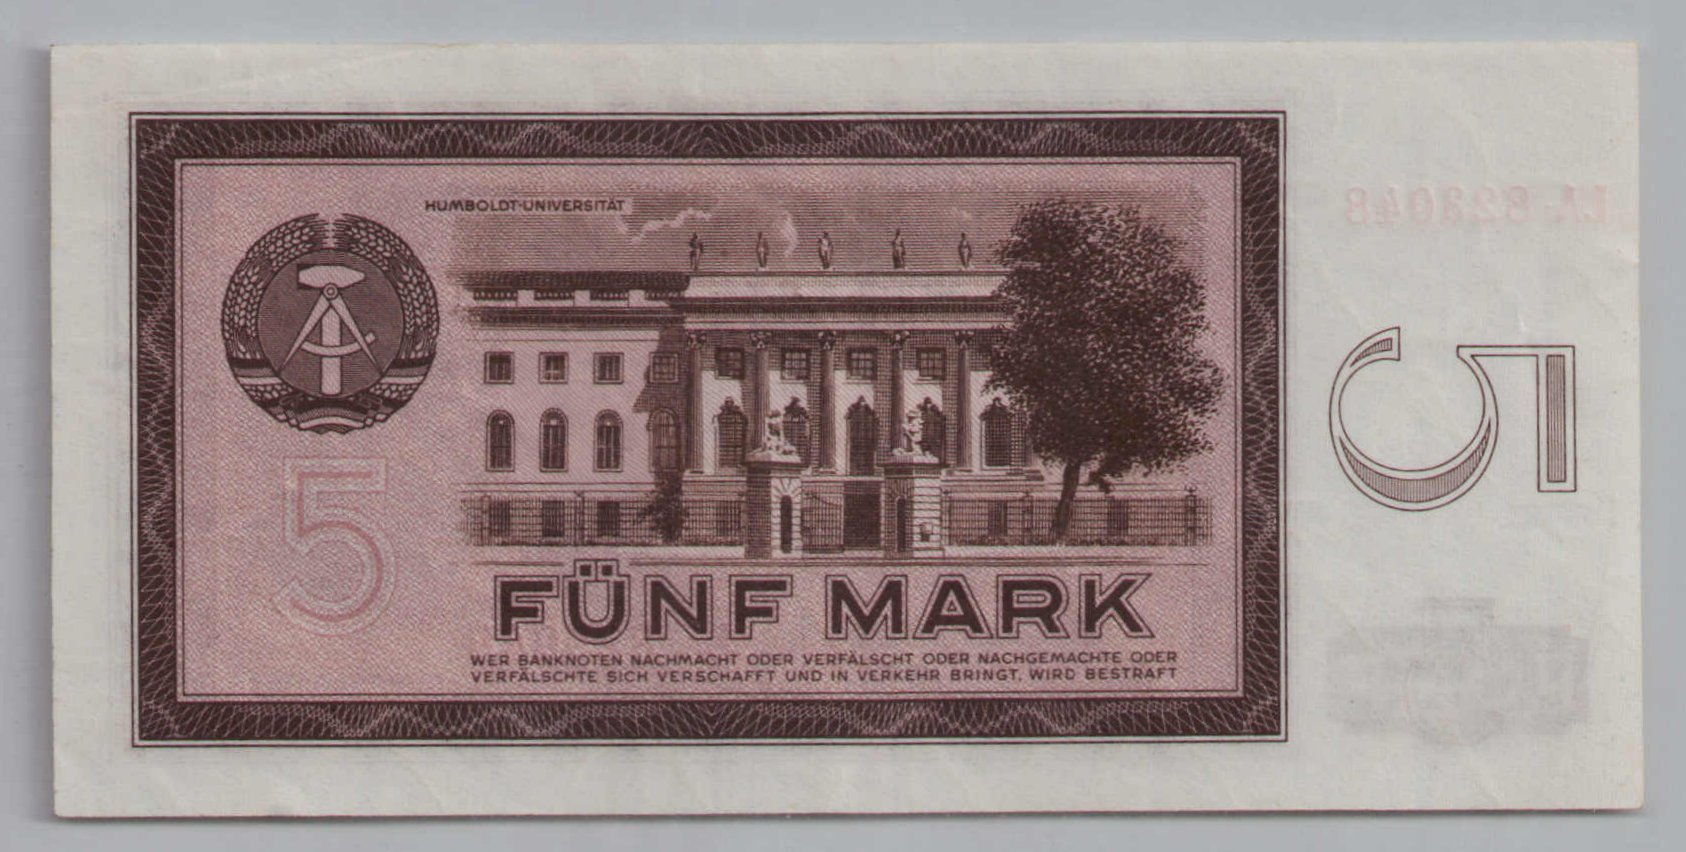 HUMBOLDT-UNIVERSITÄT
5
5
FÜNF MARK
WER BANKNOTEN NACHMACHT ODER VERFÄLSCHT ODER NACHGEMACHTE ODER
VERFÄLSCHTE SICH VERSCHAFFT UND IN VERKEHR BRINGT, WIRD BESTRAFT